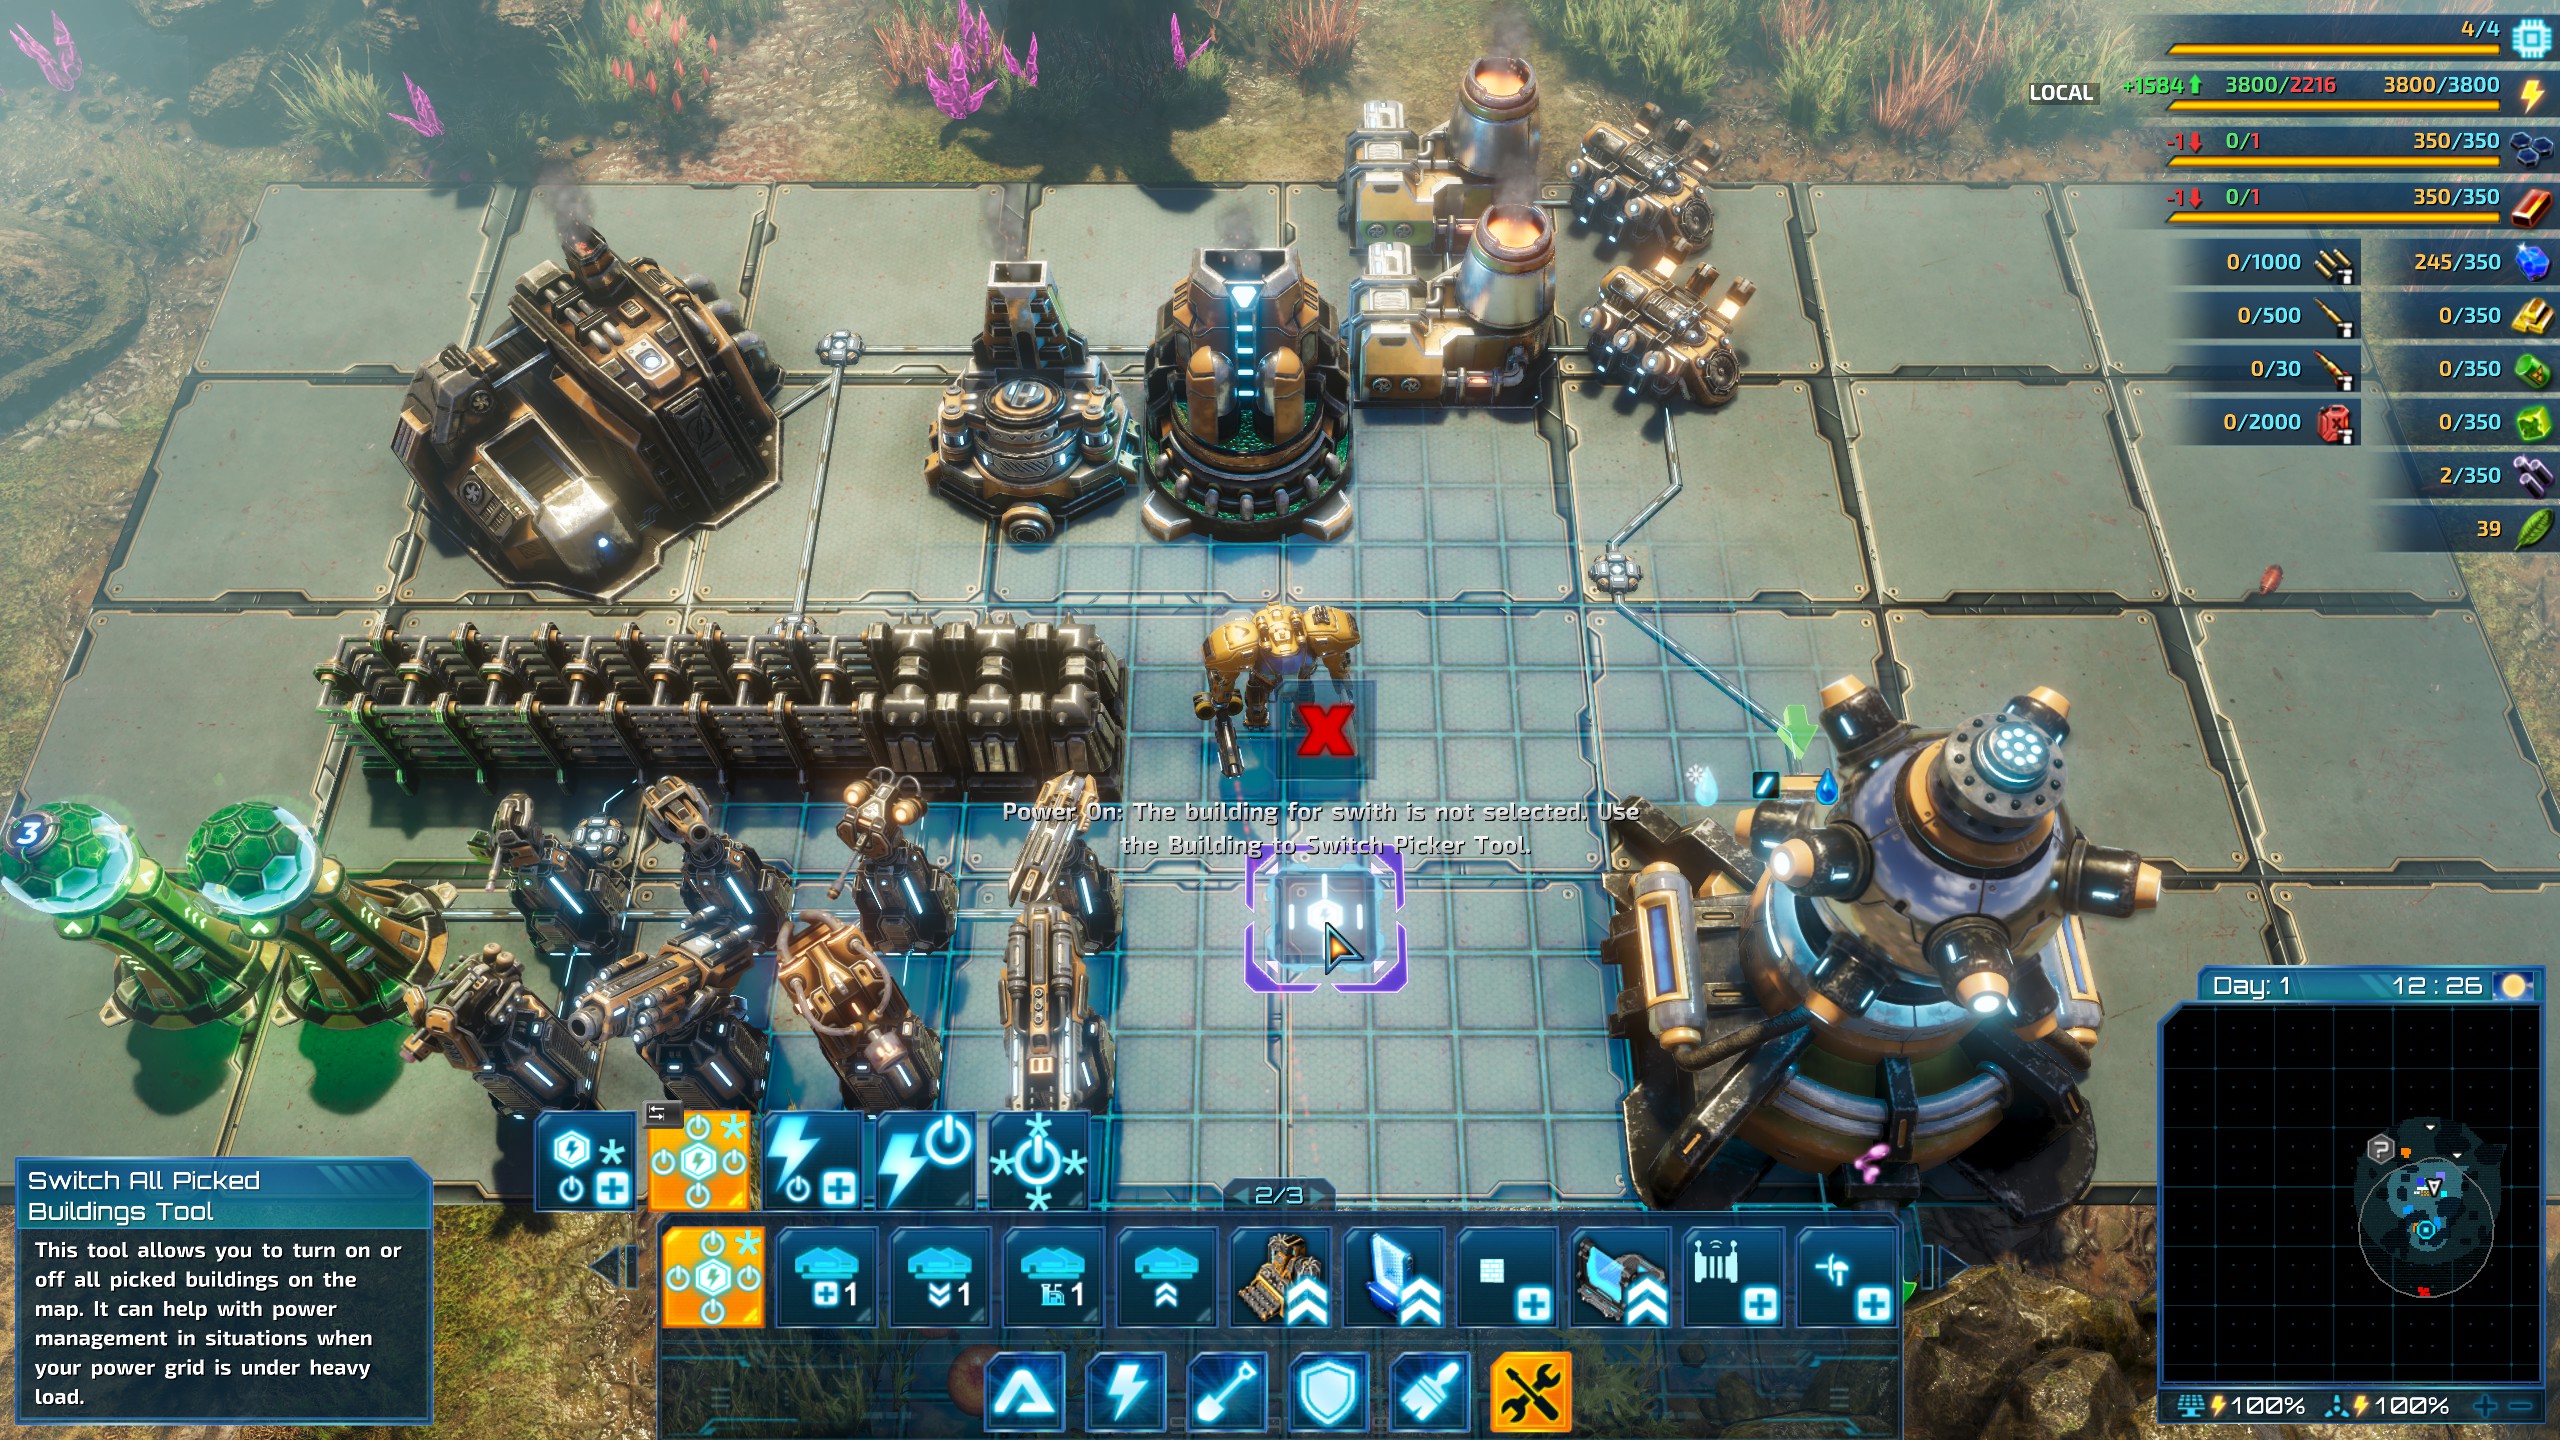 4/4
LOCAL
+1584 3800/2216 3800/3800
-1 0/1 350/350
-1 0/1 350/350
0/1000 245/350
0/500 0/350
0/30 0/350
0/2000 0/350
2/350
39
3
X
Power On: The building for swith is not selected. Use
the Building to Switch Picker Tool.
Day: 1 12:26
?
Switch All Picked
Buildings Tool
This tool allows you to turn on or
off all picked buildings on the
map. It can help with power
management in situations when
your power grid is under heavy
load.
2/3
1
1
1
100% 100%